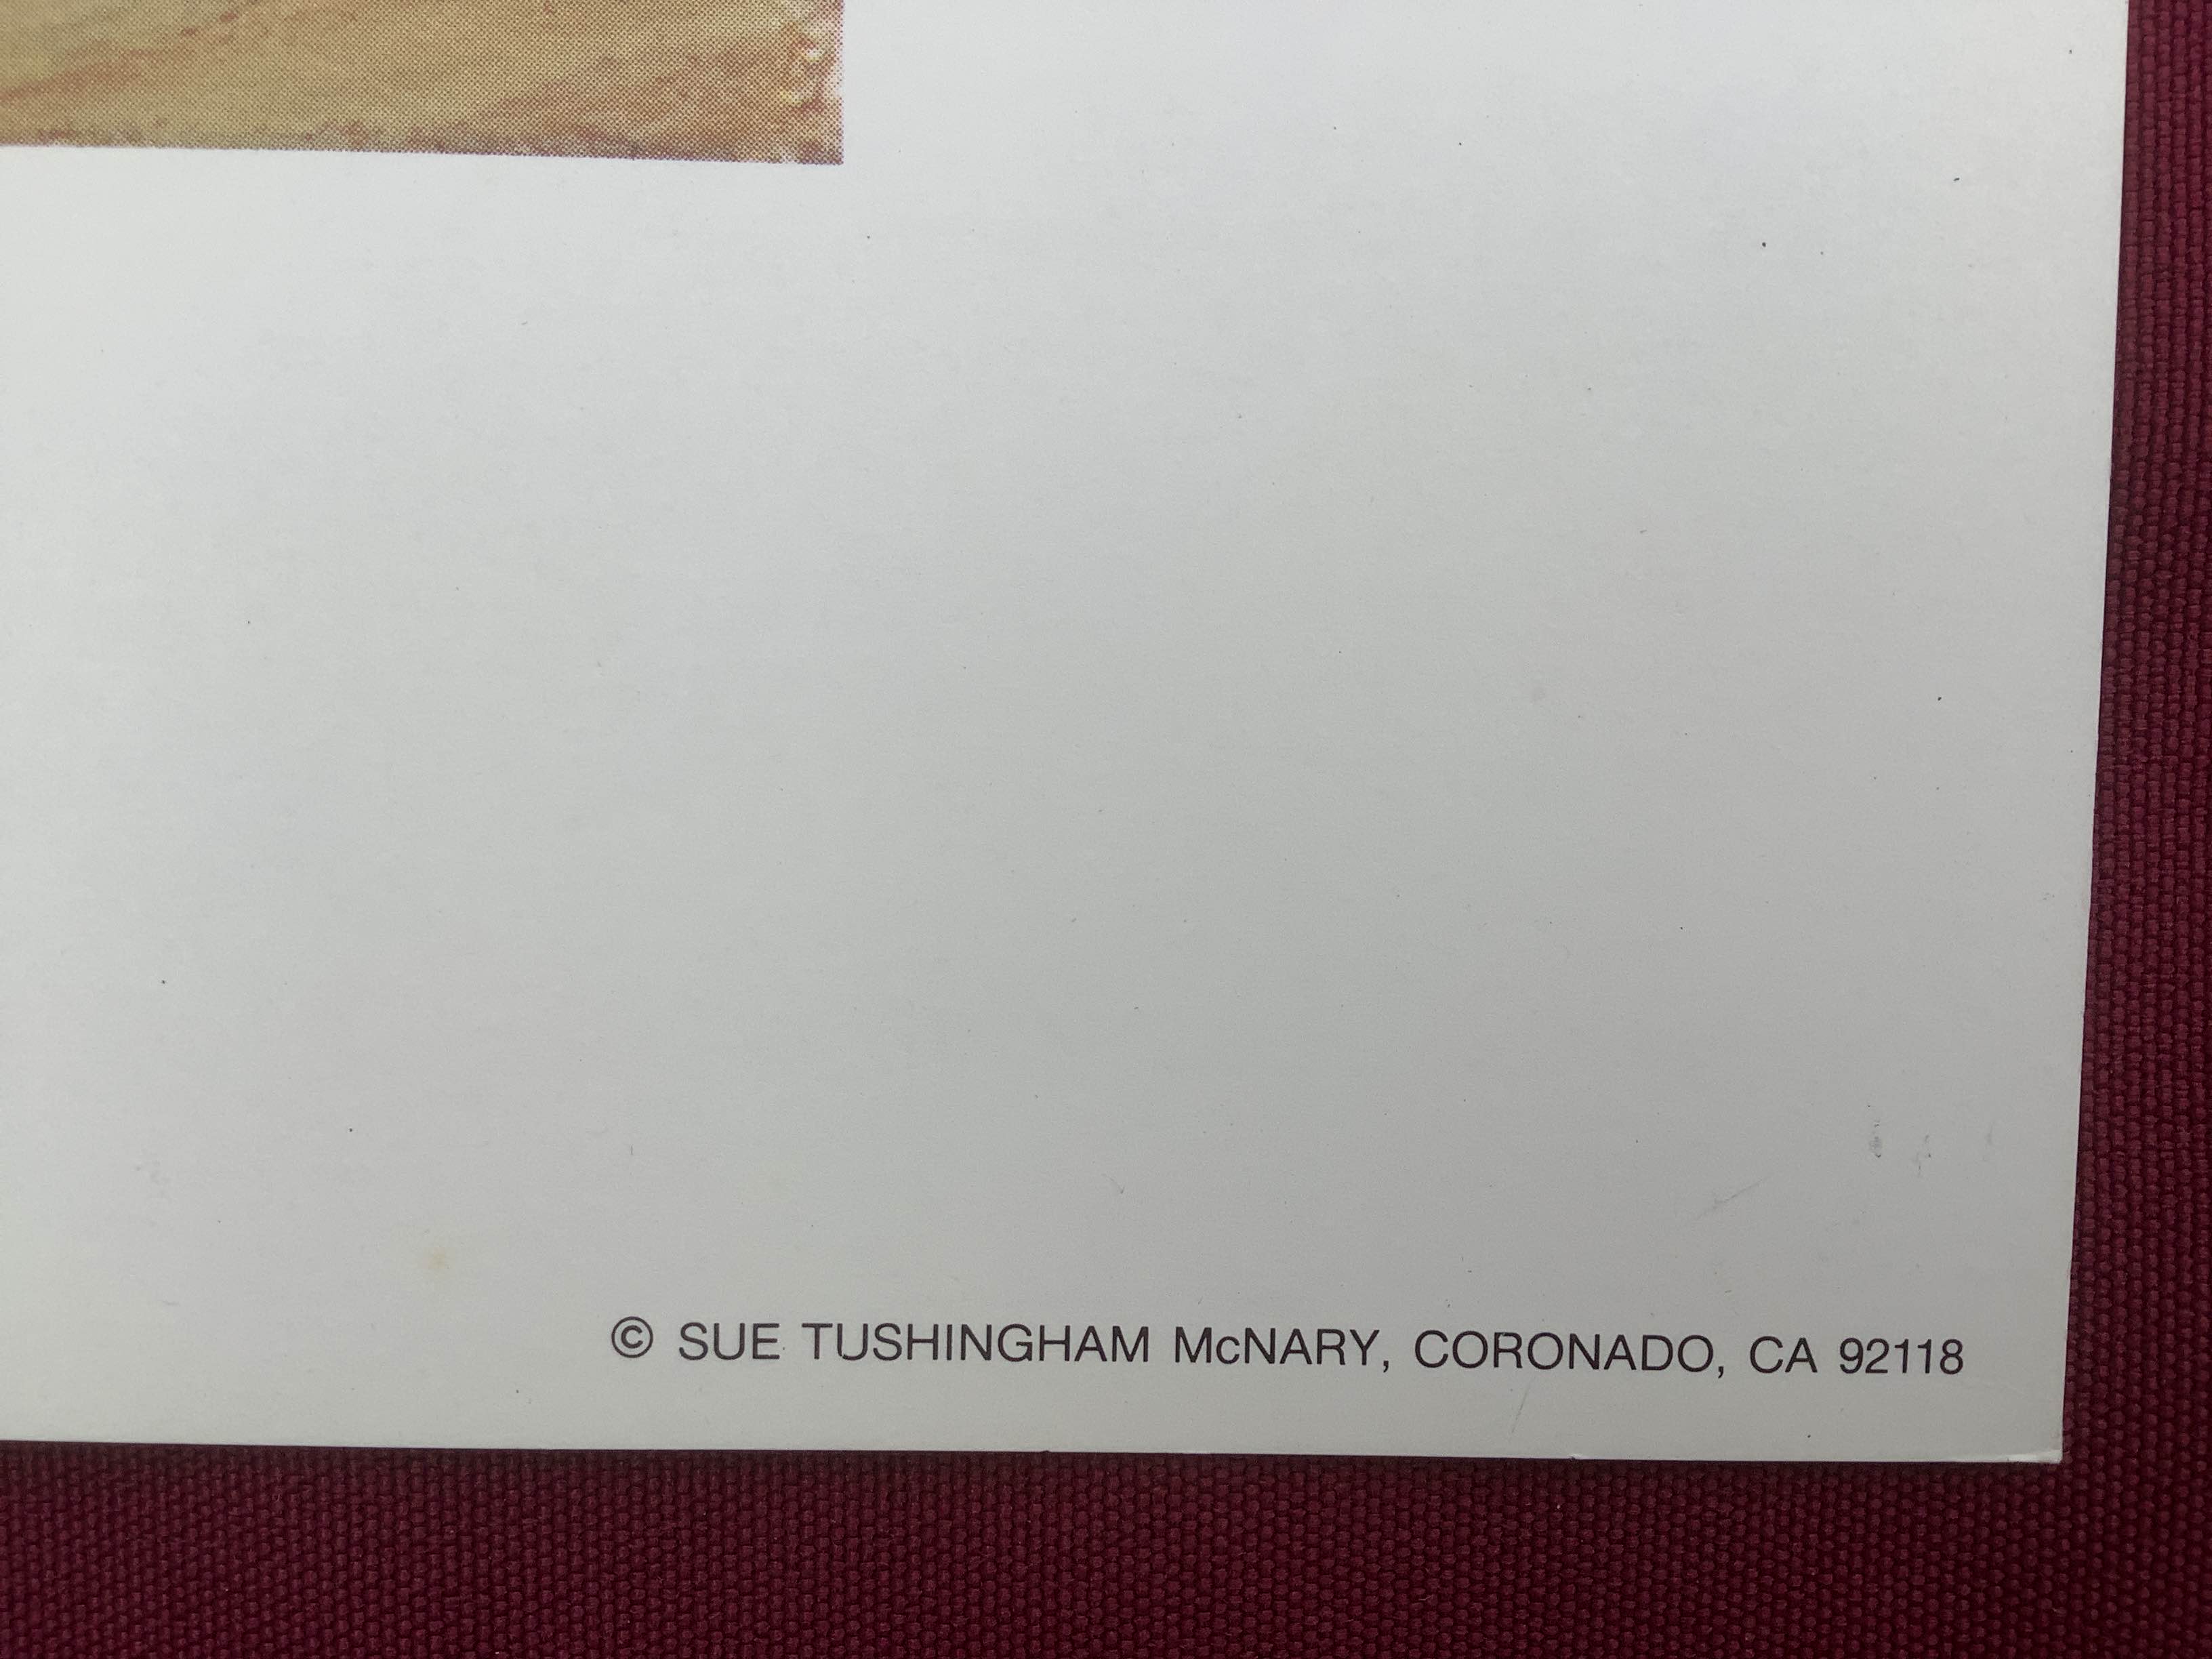 © SUE TUSHINGHAM McNARY, CORONADO, CA 92118